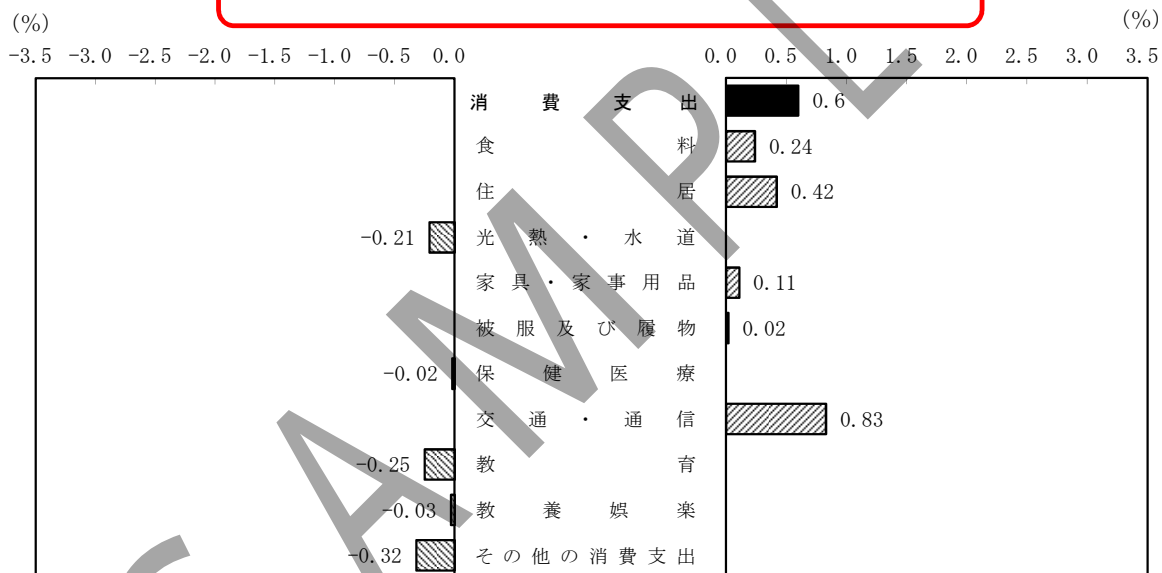 (%) (%)
-3.5 -3.0 -2.5 -2.0 -1.5 -1.0 -0.5 0.0 0.0 0.5 1.0 1.5 2.0 2.5 3.0 3.5
消費支出 0.6
食料 0.24
住居 0.42
-0.21 光熱・水道
家具・家事用品 0.11
被服及び履物 0.02
-0.02 保健医療
交通・通信 0.83
-0.25 教育
-0.03 教養娯楽
-0.32 その他の消費支出
SAMPL